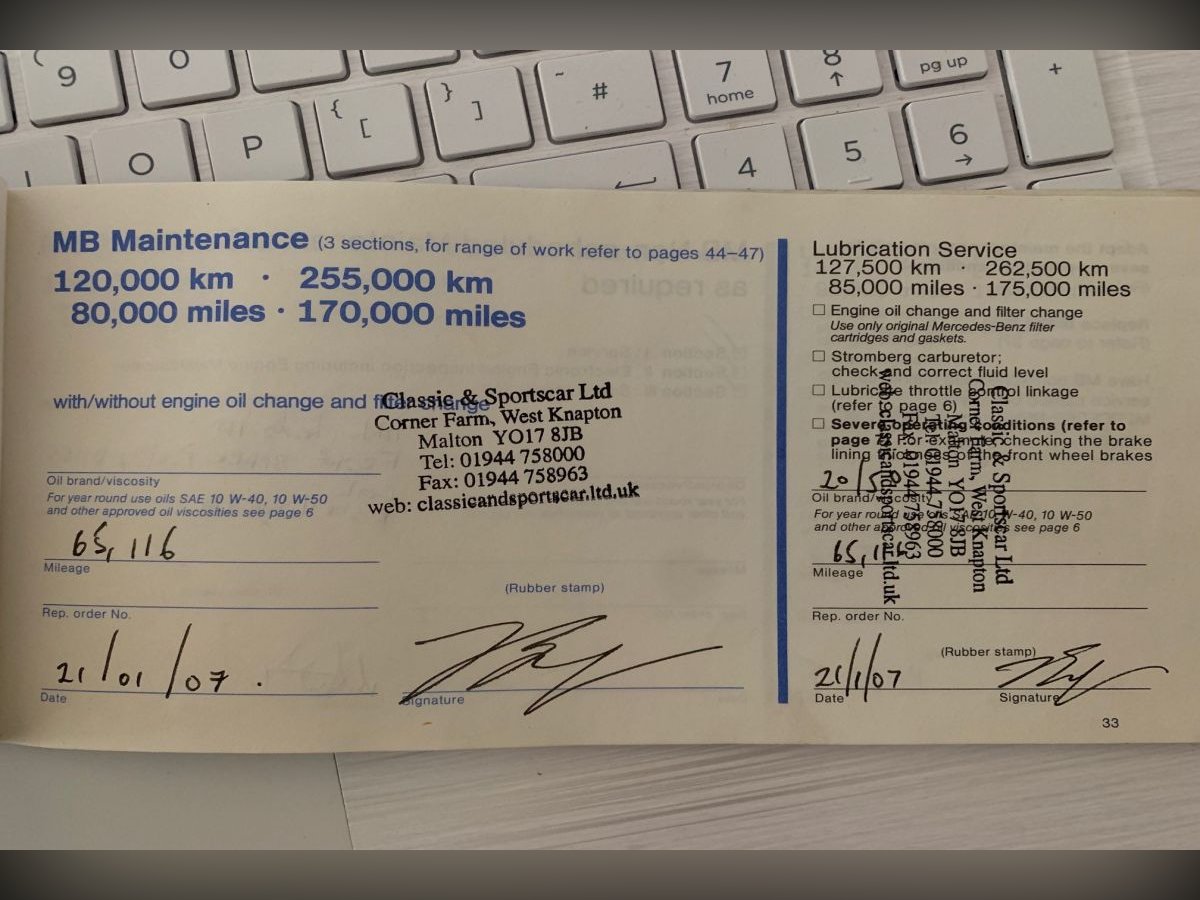 9
O
{
[
}
]
~
#
7
home
8
↑
pg up
+
O
P
4
5
6
→
MB Maintenance (3 sections, for range of work refer to pages 44–47)
120,000 km · 255,000 km
80,000 miles · 170,000 miles
with/without engine oil change and filter change
Classic & Sportscar Ltd
Corner Farm, West Knapton
Malton YO17 8JB
Tel: 01944 758000
Fax: 01944 758963
web: classicandsportscar.ltd.uk
Oil brand/viscosity
For year round use oils SAE 10 W-40, 10 W-50
and other approved oil viscosities see page 6
65,116
Mileage
(Rubber stamp)
Rep. order No.
21/01/07.
Date
Signature
Lubrication Service
127,500 km · 262,500 km
85,000 miles · 175,000 miles
Engine oil change and filter change
Use only original Mercedes-Benz filter
cartridges and gaskets.
Stromberg carburetor;
check and correct fluid level
Lubricate throttle control linkage
(refer to page 6)
Severe operating conditions (refer to
page For example, checking the brake
lining thickness of the front wheel brakes
20/50
Oil brand/viscosity
For year round use oils SAE 10 W-40, 10 W-50
and other approved oil viscosities see page 6
Mileage
Classic & Sportscar Ltd
Corner Farm, West Knapton
Malton YO17 8JB
Tel: 01944 758000
Fax: 01944 758963
web: classicandsportscar.ltd.uk
Rep. order No.
(Rubber stamp)
21/1/07
Date
Signature
33